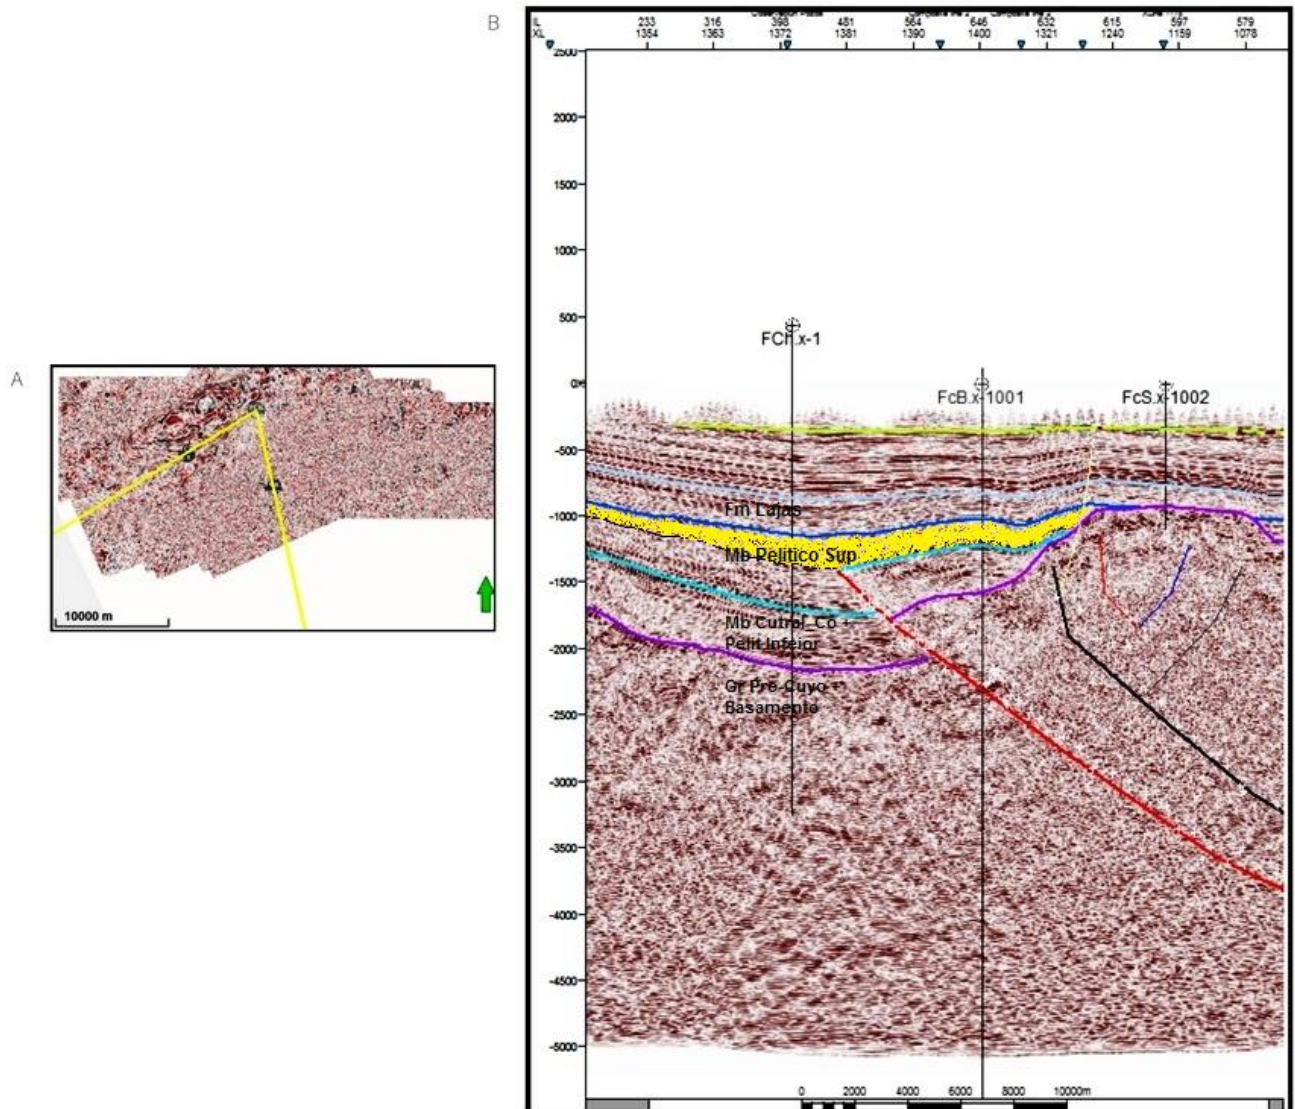 B
IL 233 316 398 481 564 646 632 615 597 579
XL 1354 1363 1372 1381 1390 1400 1321 1240 1159 1078
2500
2000
1500
1000
500
0
-500
-1000
-1500
-2000
-2500
-3000
-3500
-4000
-4500
-5000
FCh.x-1
FcB.x-1001
FcS.x-1002
Fm Lajas
Mb Pelitico Sup
Mb Cutral_Co +
Pelit Infeior
Gr Pre-Cuyo +
Basamento
0 2000 4000 6000 8000 10000m
A
10000 m